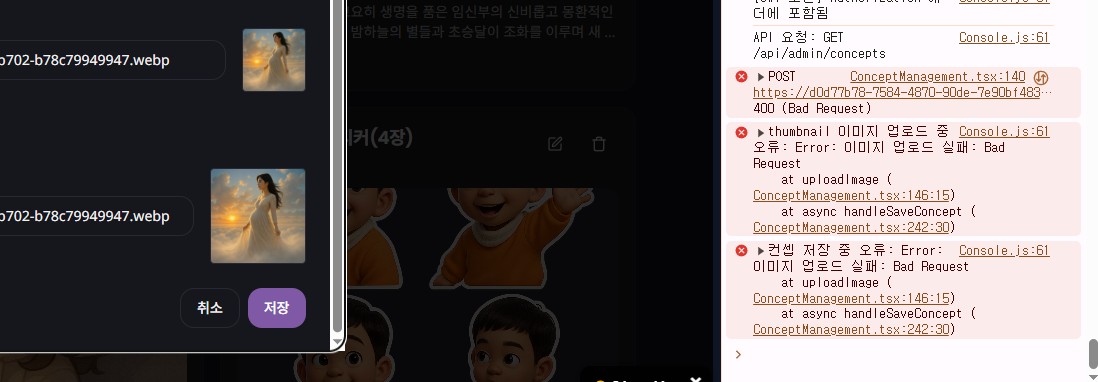 요히 생명을 품은 임신부의 신비롭고 몽환적인
밤하늘의 별들과 초승달이 조화를 이루며 새 ...
b702-b78c79949947.webp
커(4장)
b702-b78c79949947.webp
취소
저장
더에 포함됨
API 요청: GET Console.js:61
/api/admin/concepts
POST ConceptManagement.tsx:140
https://d0d77b78-7584-4870-90de-7e90bf483…
400 (Bad Request)
thumbnail 이미지 업로드 중 Console.js:61
오류: Error: 이미지 업로드 실패: Bad
Request
at uploadImage (
ConceptManagement.tsx:146:15)
at async handleSaveConcept (
ConceptManagement.tsx:242:30)
컨셉 저장 중 오류: Error: Console.js:61
이미지 업로드 실패: Bad Request
at uploadImage (
ConceptManagement.tsx:146:15)
at async handleSaveConcept (
ConceptManagement.tsx:242:30)